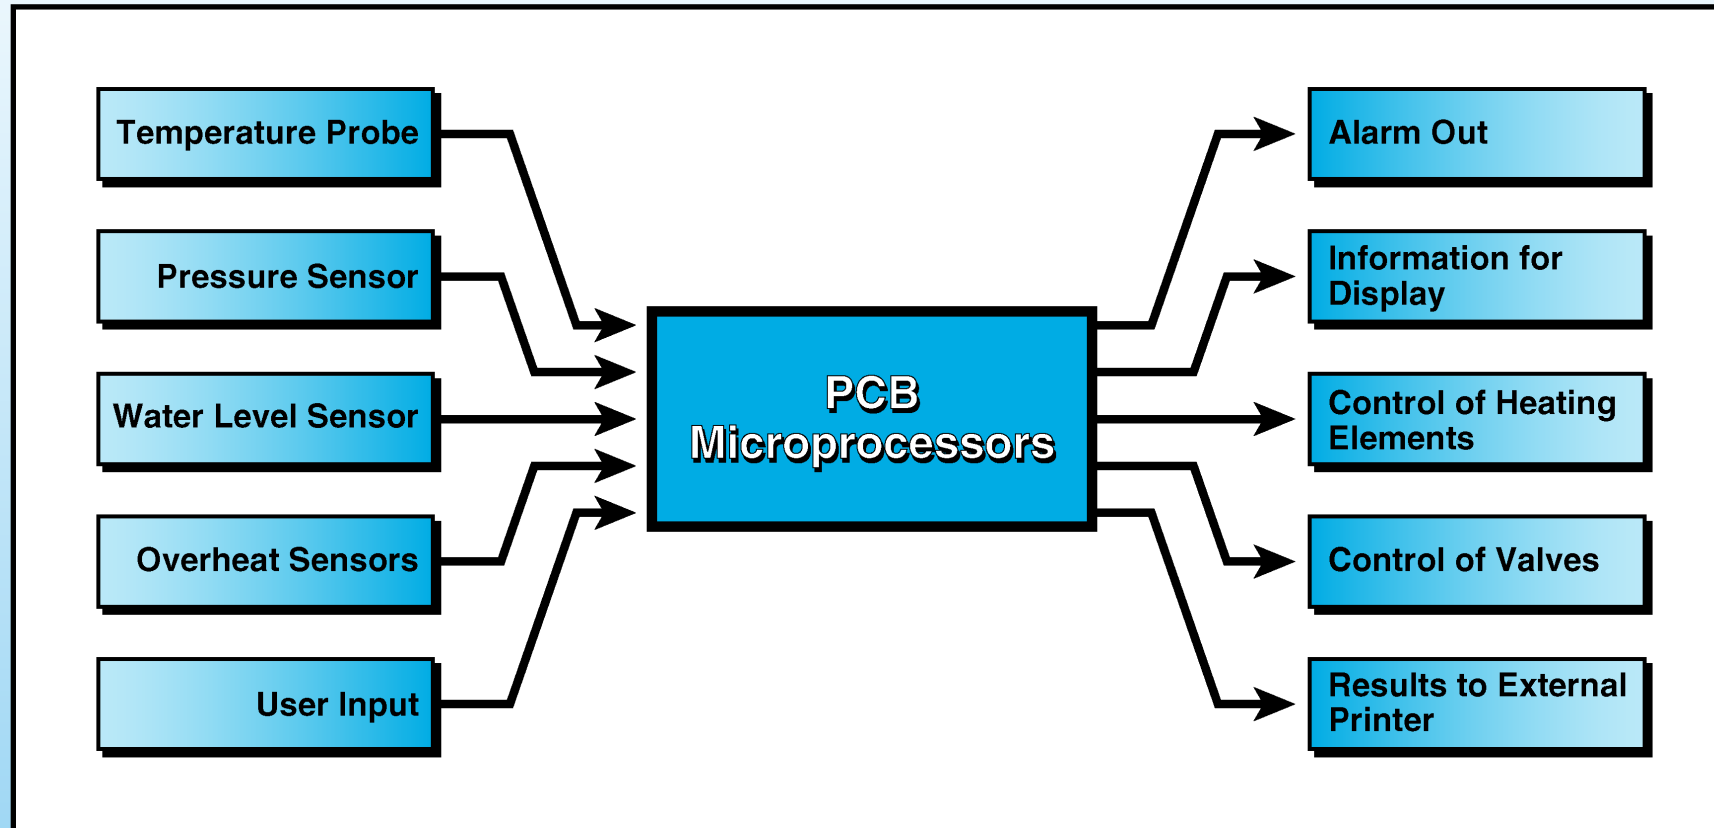 Temperature Probe
Pressure Sensor
Water Level Sensor
Overheat Sensors
User Input
PCB
Microprocessors
Alarm Out
Information for
Display
Control of Heating
Elements
Control of Valves
Results to External
Printer